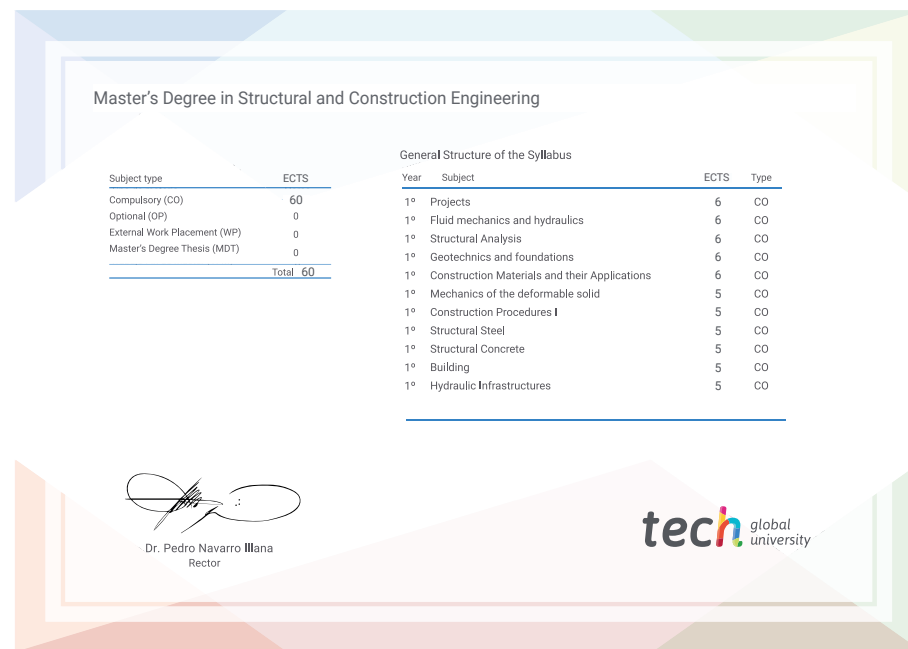 Master's Degree in Structural and Construction Engineering
General Structure of the Syllabus
Subject type ECTS
Compulsory (CO) 60
Optional (OP) 0
External Work Placement (WP) 0
Master's Degree Thesis (MDT) 0
Total 60
Year Subject ECTS Type
1º Projects 6 CO
1º Fluid mechanics and hydraulics 6 CO
1º Structural Analysis 6 CO
1º Geotechnics and foundations 6 CO
1º Construction Materials and their Applications 6 CO
1º Mechanics of the deformable solid 5 CO
1º Construction Procedures I 5 CO
1º Structural Steel 5 CO
1º Structural Concrete 5 CO
1º Building 5 CO
1º Hydraulic Infrastructures 5 CO
Dr. Pedro Navarro Illana
Rector
tech global
university